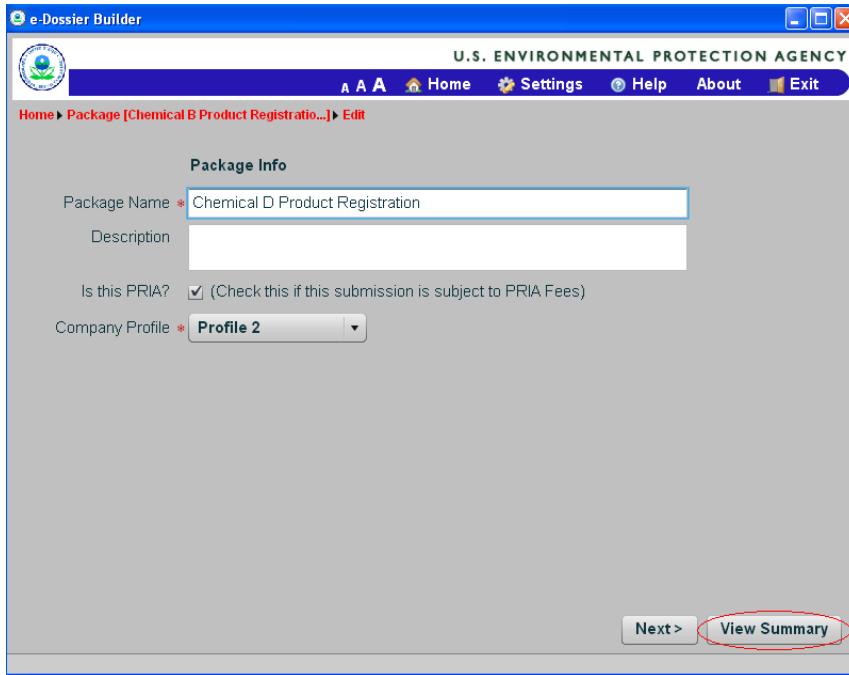 e-Dossier Builder
U.S. ENVIRONMENTAL PROTECTION AGENCY
A A A Home Settings Help About Exit
Home Package [Chemical B Product Registratio...] Edit
Package Info
Package Name * Chemical D Product Registration
Description
Is this PRIA? (Check this if this submission is subject to PRIA Fees)
Company Profile * Profile 2
Next > View Summary